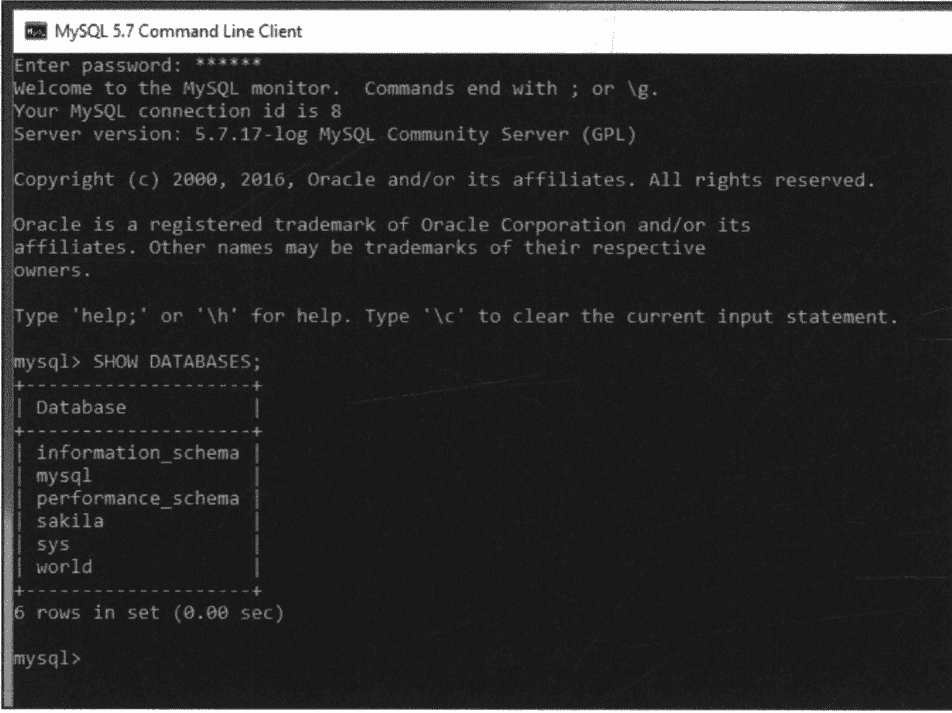 MySQL 5.7 Command Line Client
Enter password: ******
Welcome to the MySQL monitor.  Commands end with ; or \g.
Your MySQL connection id is 8
Server version: 5.7.17-log MySQL Community Server (GPL)

Copyright (c) 2000, 2016, Oracle and/or its affiliates. All rights reserved.

Oracle is a registered trademark of Oracle Corporation and/or its
affiliates. Other names may be trademarks of their respective
owners.

Type 'help;' or '\h' for help. Type '\c' to clear the current input statement.

mysql> SHOW DATABASES;
+--------------------+
| Database           |
+--------------------+
| information_schema |
| mysql              |
| performance_schema |
| sakila             |
| sys                |
| world              |
+--------------------+
6 rows in set (0.00 sec)

mysql>